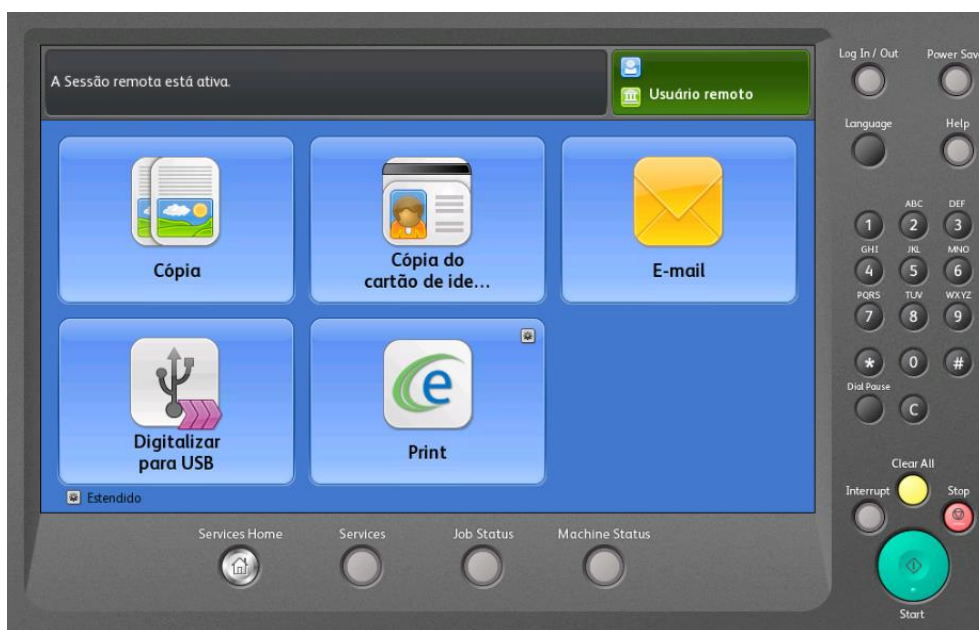 A Sessão remota está ativa.
Usuário remoto
Cópia
Cópia do
cartão de ide...
E-mail
Digitalizar
para USB
e
Print
Estendido
Services Home
Services
Job Status
Machine Status
Log In / Out
Power Sav
Language
Help
ABC
DEF
1
2
3
GHI
JKL
MNO
4
5
6
PQRS
TUV
WXYZ
7
8
9
*
0
#
Dial Pause
C
Clear All
Interrupt
Stop
Start